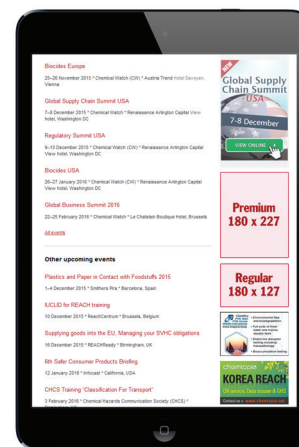 Biocides Europe
25–26 November 2015 * Chemical Watch (CW) * Austria Trend Hotel Savoyen,
Vienna
Global Supply Chain Summit USA
7–8 December 2015 * Chemical Watch * Renaissance Arlington Capital View
hotel, Washington DC
Regulatory Summit USA
9–10 December 2015 * Chemical Watch (CW) * Renaissance Arlington Capital
View hotel, Washington DC
Biocides USA
26–27 January 2016 * Chemical Watch (CW) * Renaissance Arlington Capital
View hotel, Washington DC
Global Business Summit 2016
22–25 February 2016 * Chemical Watch * Le Chatelain Boutique Hotel, Brussels
All events
Other upcoming events
Plastics and Paper in Contact with Foodstuffs 2015
1–4 December 2015 * Smithers Pira * Barcelona, Spain
IUCLID for REACH training
10 December 2015 * ReachCentrum * Brussels, Belgium
Supplying goods into the EU, Managing your SVHC obligations
16 December 2015 * REACHReady * Birmingham, UK
6th Safer Consumer Products Briefing
12 January 2016 * Infocast * California, USA
CHCS Training "Classification For Transport"
3 February 2016 * Chemical Hazards Communication Society (CHCS) *
NEW
Global Supply
Chain Summit
USA
7-8 December
VIEW ONLINE
Premium
180 x 227
Regular
180 x 127
chemtopia
KOREA REACH